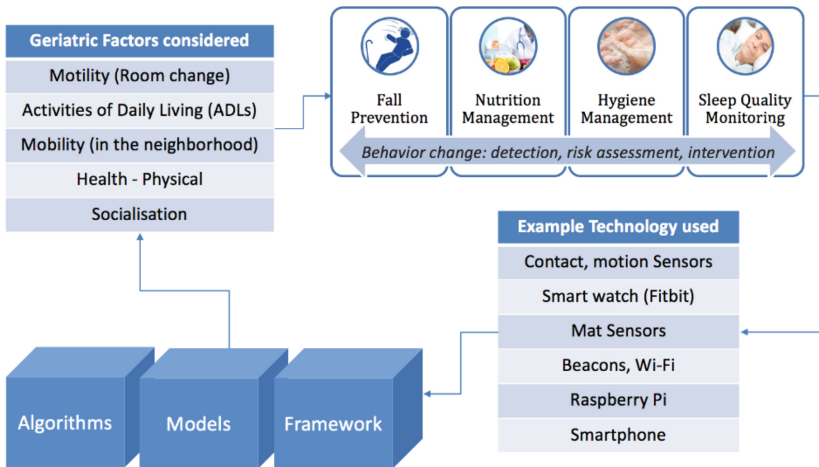 Geriatric Factors considered
Motility (Room change)
Activities of Daily Living (ADLs)
Mobility (in the neighborhood)
Health - Physical
Socialisation
Fall
Prevention
Nutrition
Management
Hygiene
Management
Sleep Quality
Monitoring
Behavior change: detection, risk assessment, intervention
Example Technology used
Contact, motion Sensors
Smart watch (Fitbit)
Mat Sensors
Beacons, Wi-Fi
Raspberry Pi
Smartphone
Algorithms
Models
Framework